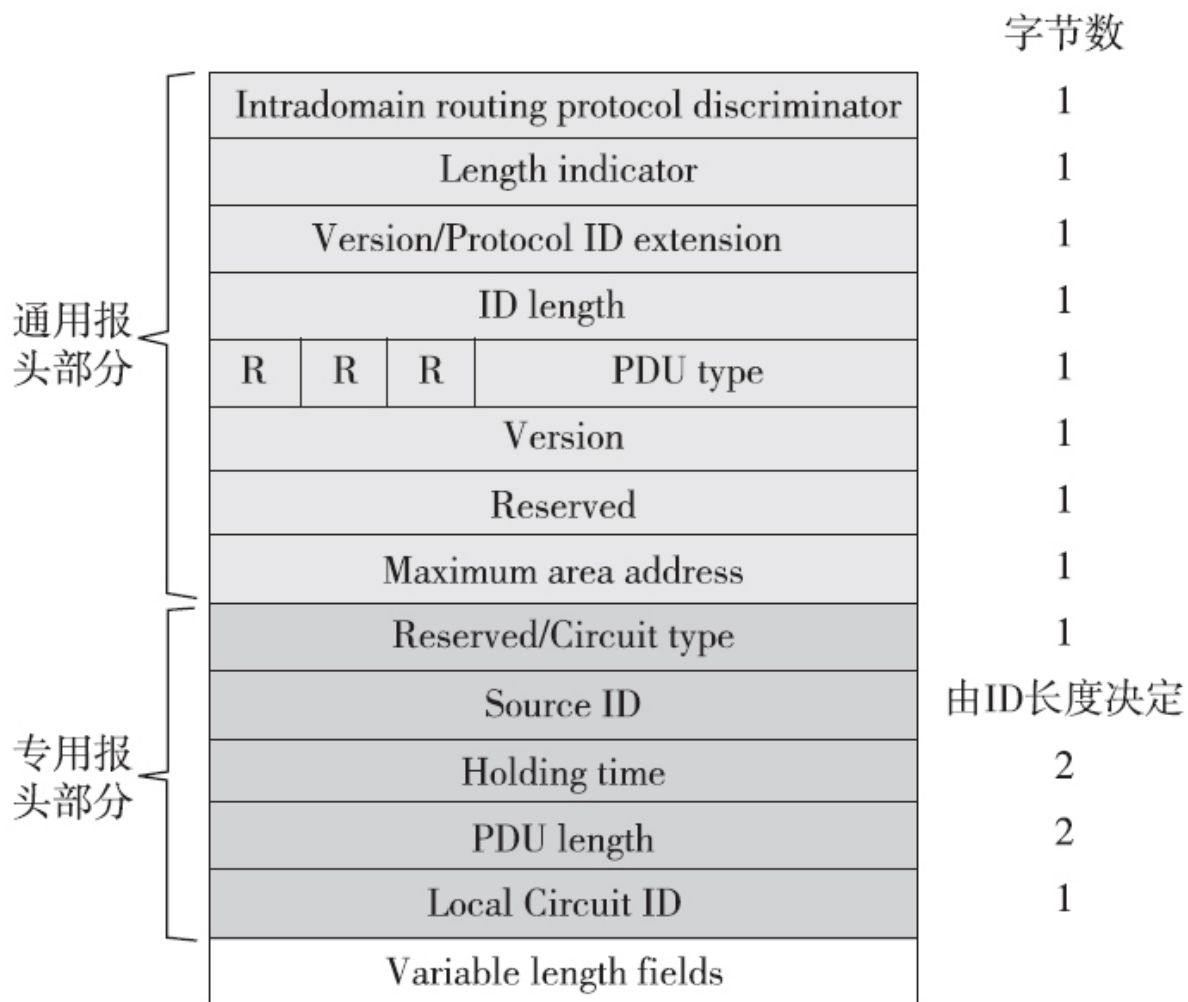 字节数
Intradomain routing protocol discriminator 1
Length indicator 1
Version/Protocol ID extension 1
ID length 1
通用报
头部分
R R R PDU type 1
Version 1
Reserved 1
Maximum area address 1
Reserved/Circuit type 1
Source ID 由ID长度决定
专用报
头部分
Holding time 2
PDU length 2
Local Circuit ID 1
Variable length fields